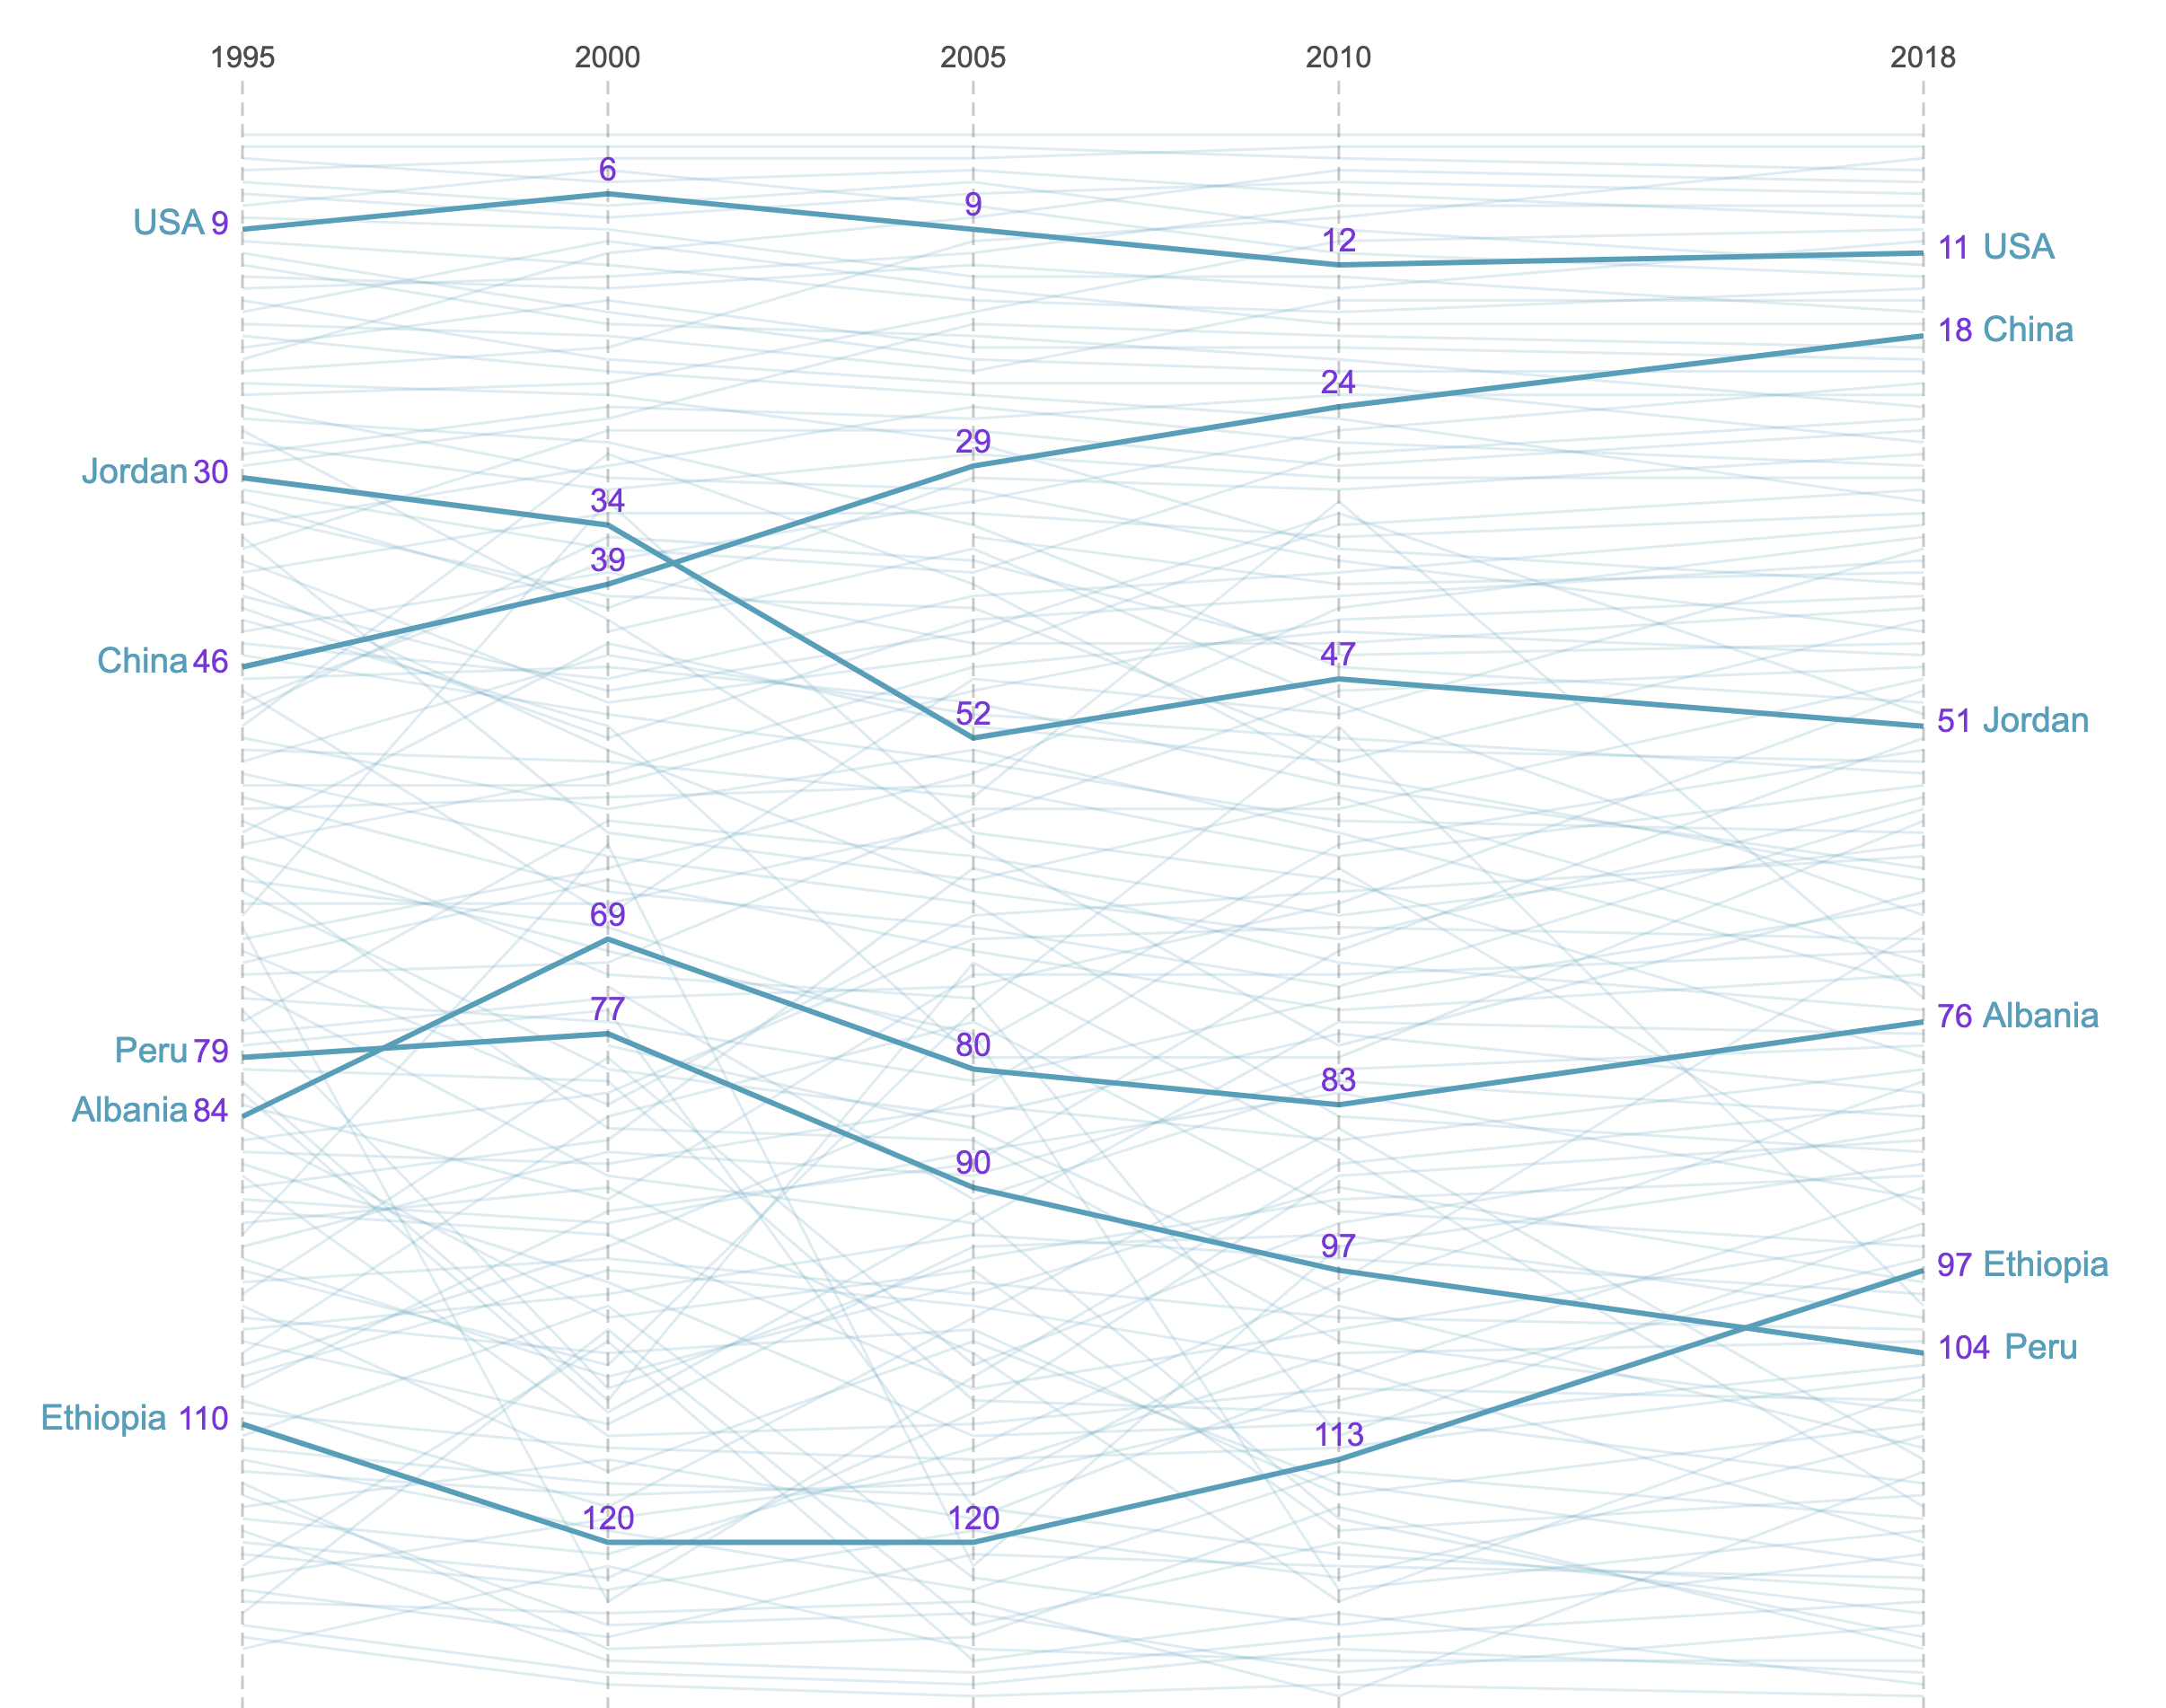 1995 2000 2005 2010 2018
6
USA 9
9
12
11 USA
18 China
24
29
Jordan 30
34
39
47
China 46
52
51 Jordan
69
77
76 Albania
80
Peru 79
83
Albania 84
90
97
97 Ethiopia
104 Peru
Ethiopia 110
113
120 120